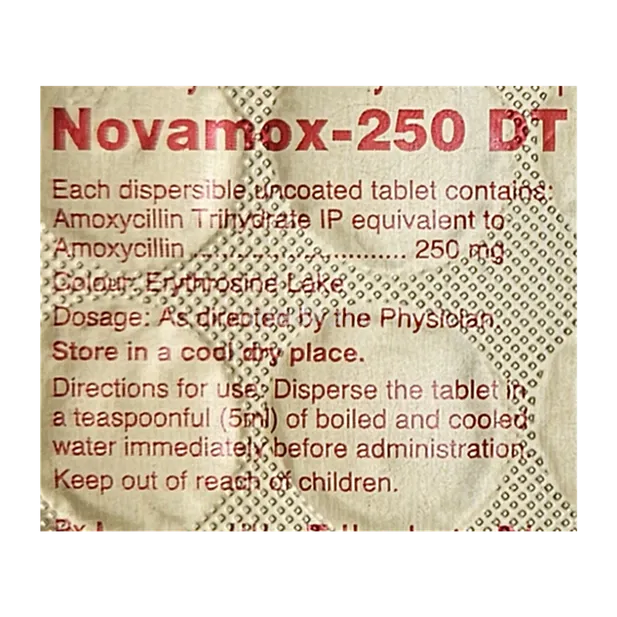 Novamox-250 DT
Each dispersible uncoated tablet contains:
Amoxycillin Trihydrate IP equivalent to
Amoxycillin ........................ 250 mg
Colour: Erythrosine Lake
Dosage: As directed by the Physician.
Store in a cool dry place.
Directions for use: Disperse the tablet in
a teaspoonful (5ml) of boiled and cooled
water immediately before administration.
Keep out of reach of children.